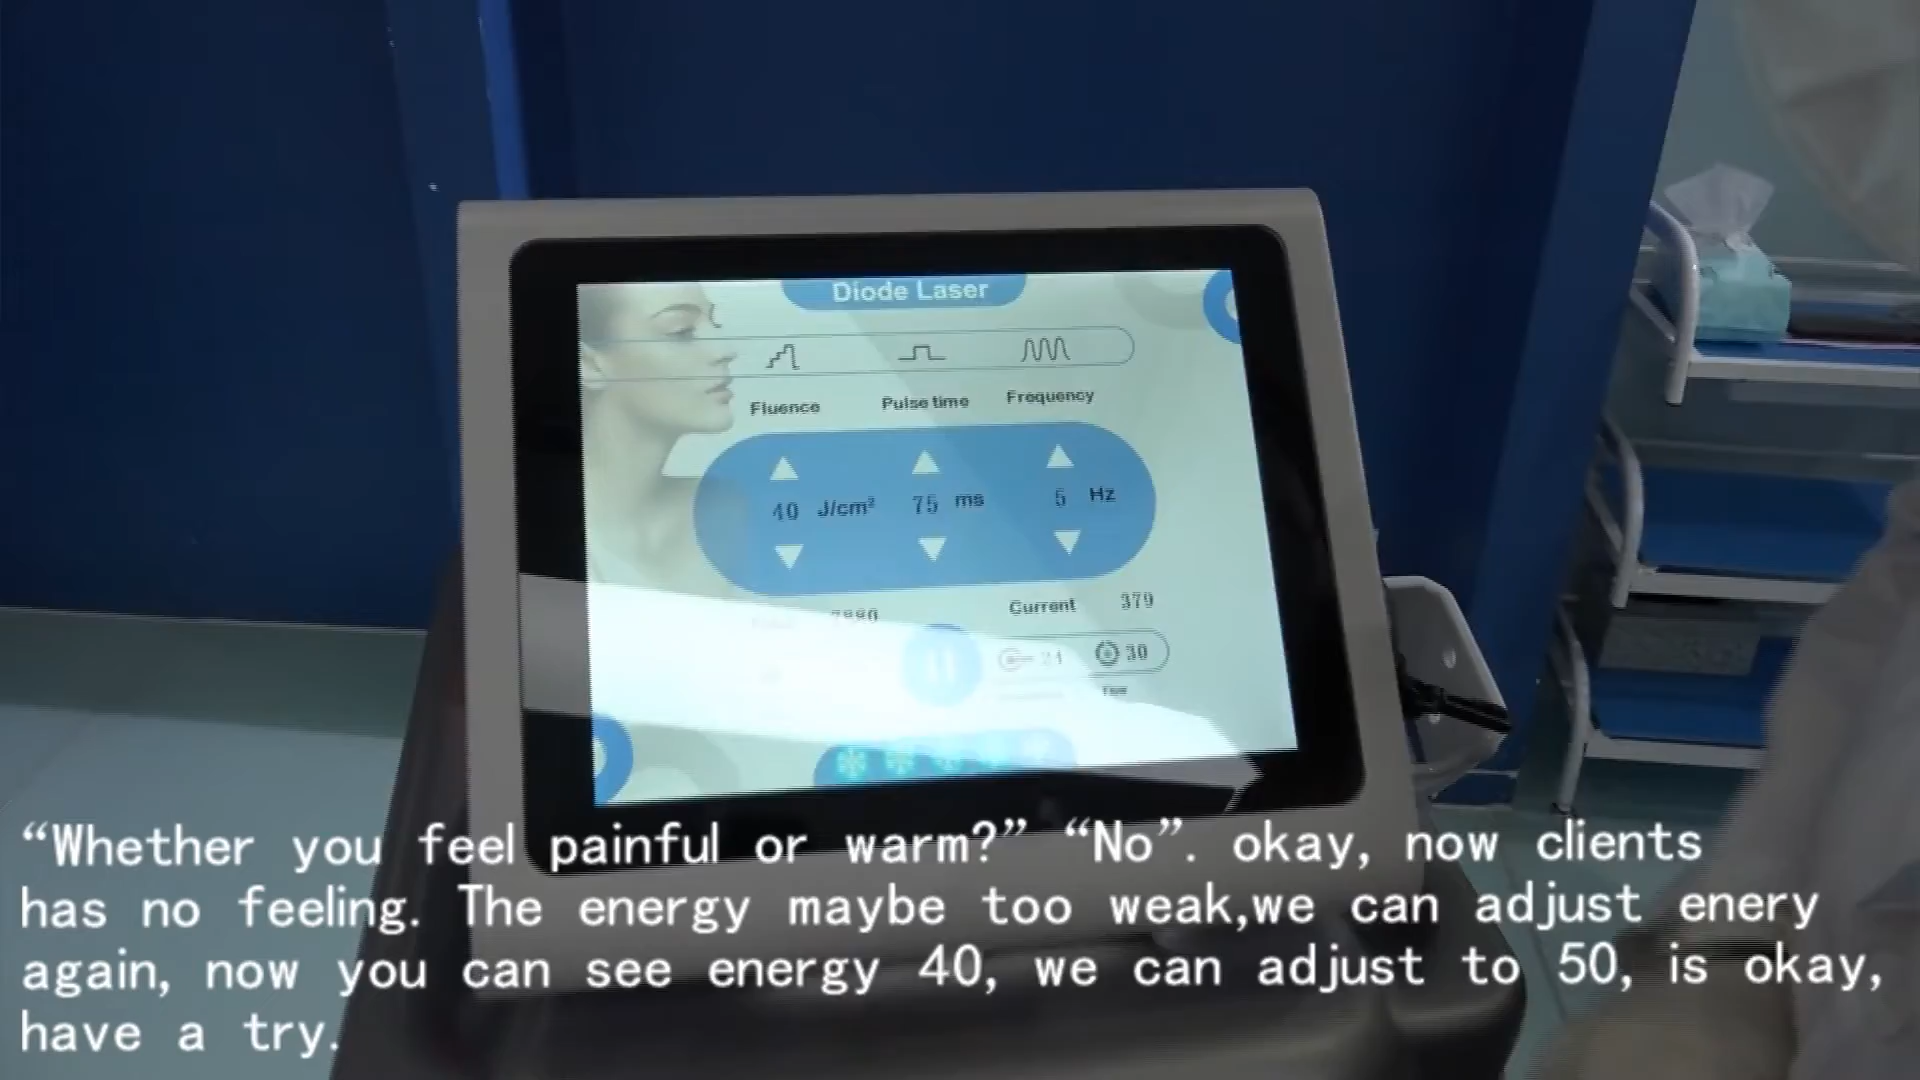 Diode Laser
Fluence Pulse time Frequency
40 J/cm² 75 ms 5 Hz
Current 379
30
“Whether you feel painful or warm?” “No”. okay, now clients
has no feeling. The energy maybe too weak,we can adjust enery
again, now you can see energy 40, we can adjust to 50, is okay,
have a try.